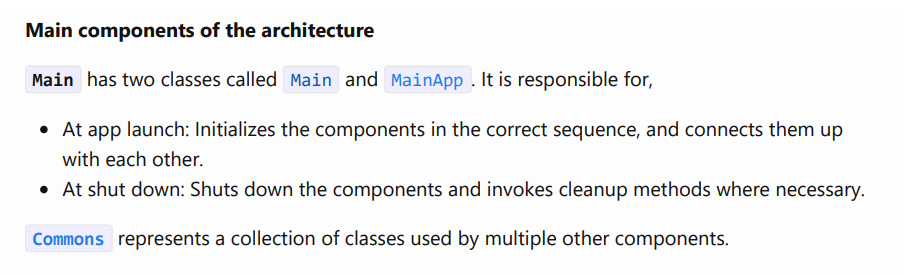 Main components of the architecture
Main has two classes called Main and MainApp. It is responsible for,
• At app launch: Initializes the components in the correct sequence, and connects them up
with each other.
• At shut down: Shuts down the components and invokes cleanup methods where necessary.
Commons represents a collection of classes used by multiple other components.